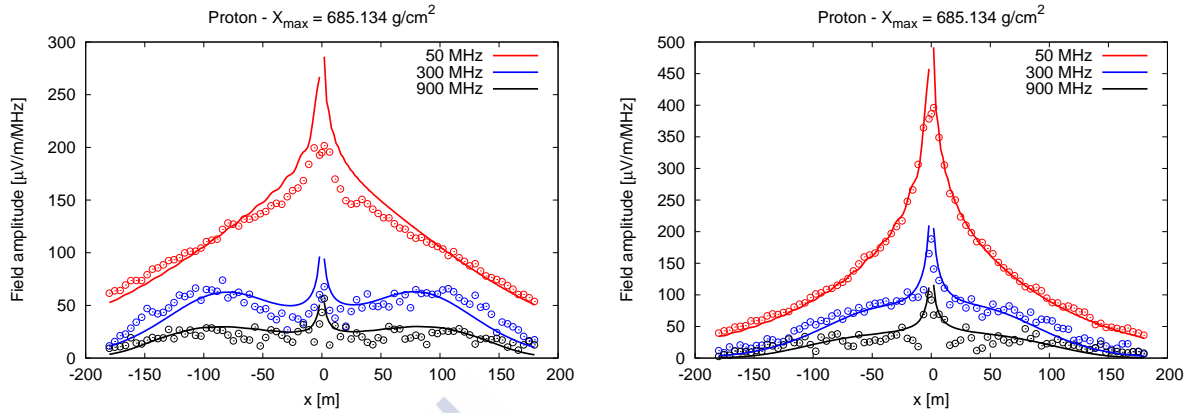 Proton - Xmax = 685.134 g/cm²
300
250
200
150
100
50
0
Field amplitude [μV/m/MHz]
50 MHz
300 MHz
900 MHz
-200 -150 -100 -50 0 50 100 150 200
x [m]
Proton - Xmax = 685.134 g/cm²
500
450
400
350
300
250
200
150
100
50
0
Field amplitude [μV/m/MHz]
50 MHz
300 MHz
900 MHz
-200 -150 -100 -50 0 50 100 150 200
x [m]